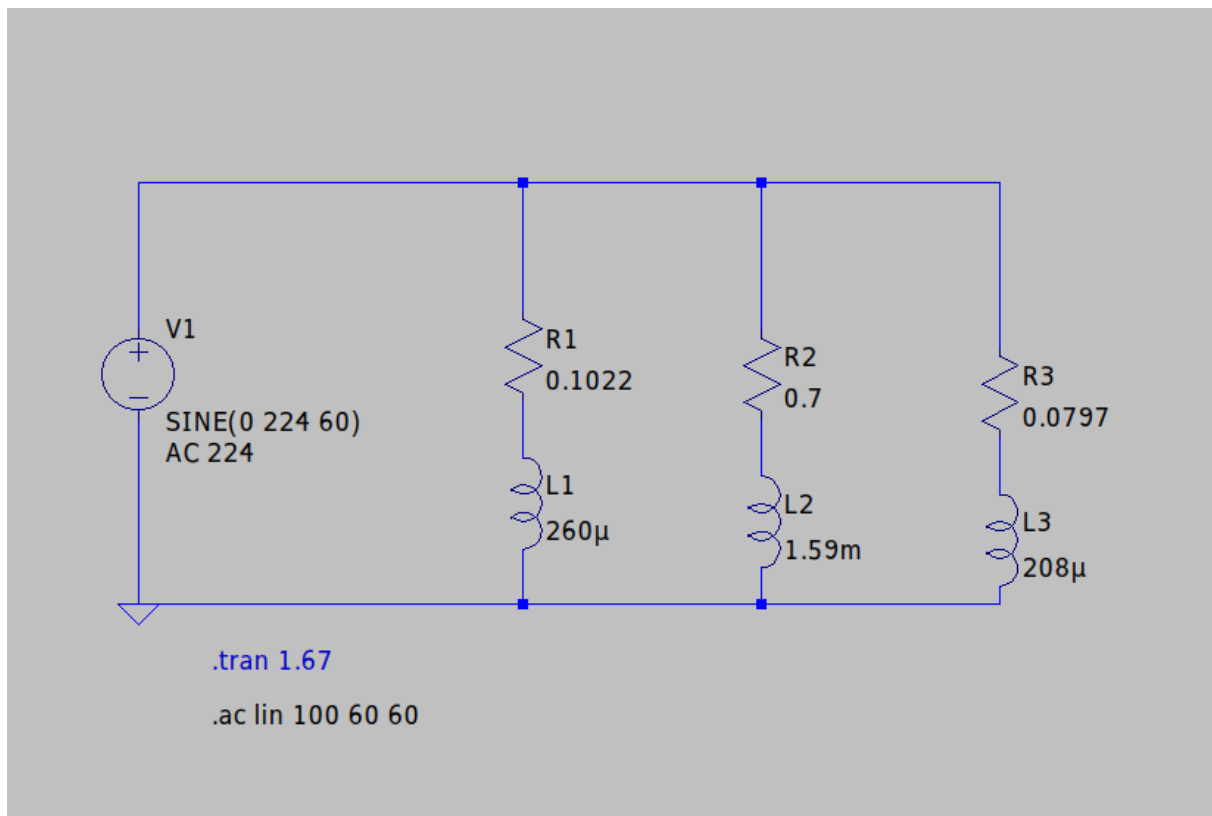 V1
SINE(0 224 60)
AC 224
R1
0.1022
L1
260µ
R2
0.7
L2
1.59m
R3
0.0797
L3
208µ
.tran 1.67
.ac lin 100 60 60